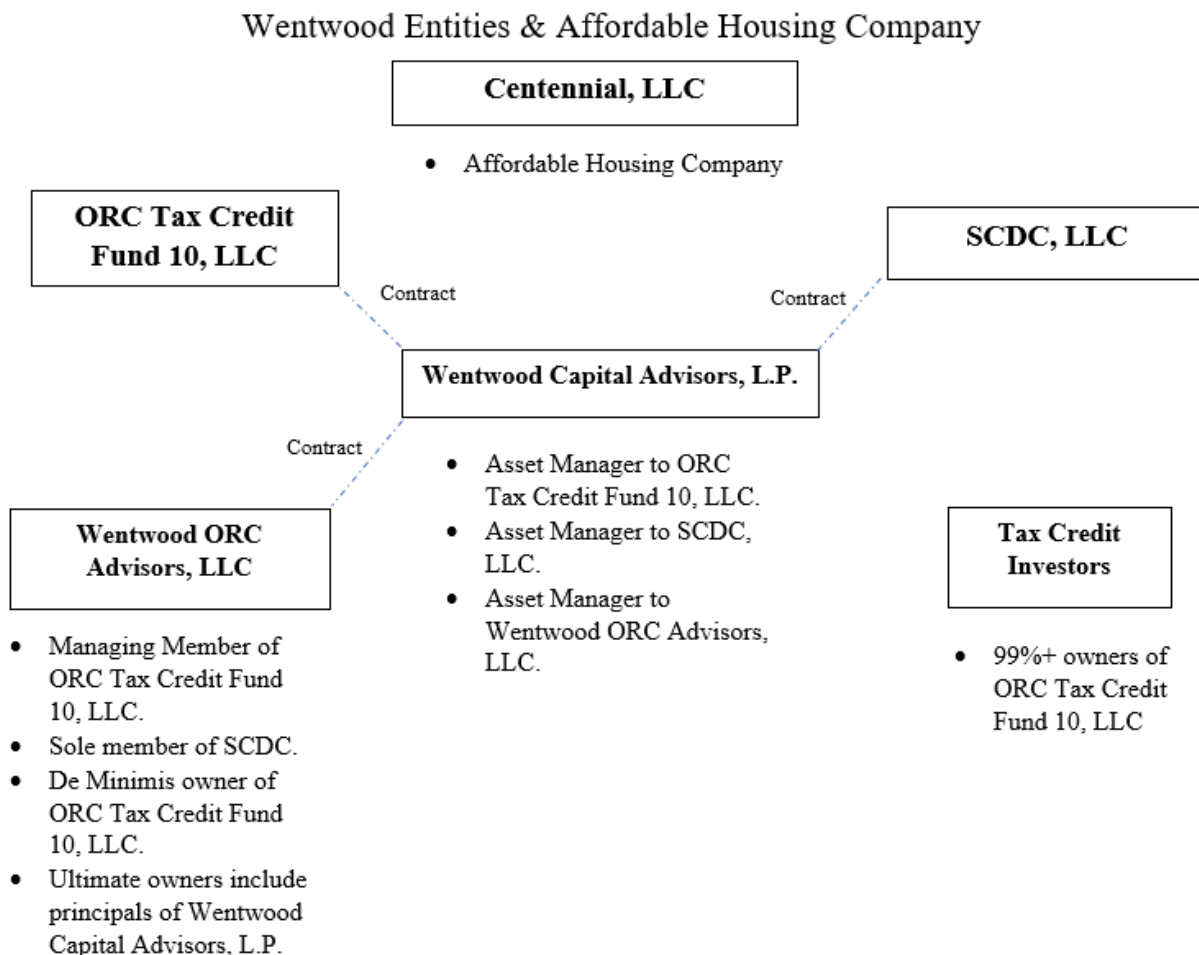 Wentwood Entities & Affordable Housing Company
Centennial, LLC
• Affordable Housing Company
ORC Tax Credit
Fund 10, LLC
SCDC, LLC
Contract
Contract
Wentwood Capital Advisors, L.P.
Contract
• Asset Manager to ORC
Tax Credit Fund 10, LLC.
• Asset Manager to SCDC,
LLC.
• Asset Manager to
Wentwood ORC Advisors,
LLC.
Wentwood ORC
Advisors, LLC
• Managing Member of
ORC Tax Credit Fund
10, LLC.
• Sole member of SCDC.
• De Minimis owner of
ORC Tax Credit Fund
10, LLC.
• Ultimate owners include
principals of Wentwood
Capital Advisors, L.P.
Tax Credit
Investors
• 99%+ owners of
ORC Tax Credit
Fund 10, LLC